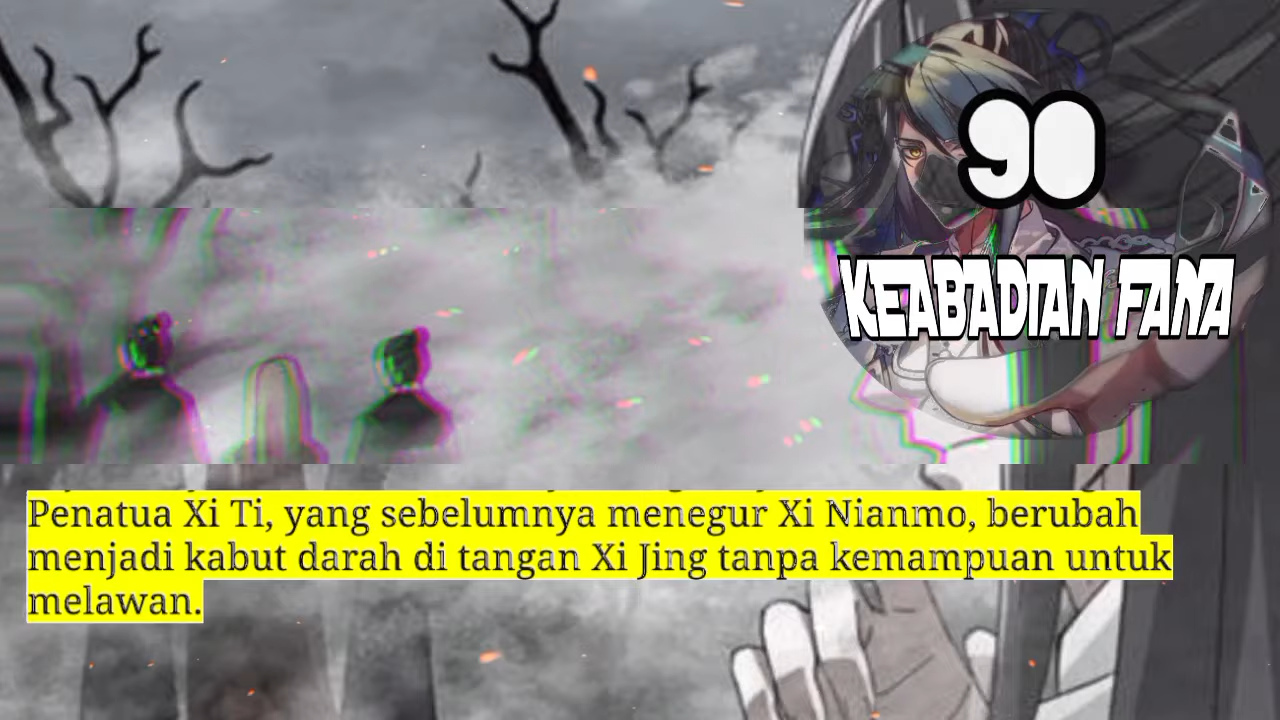 90
KEABADIAN FANA
Penatua Xi Ti, yang sebelumnya menegur Xi Nianmo, berubah
menjadi kabut darah di tangan Xi Jing tanpa kemampuan untuk
melawan.